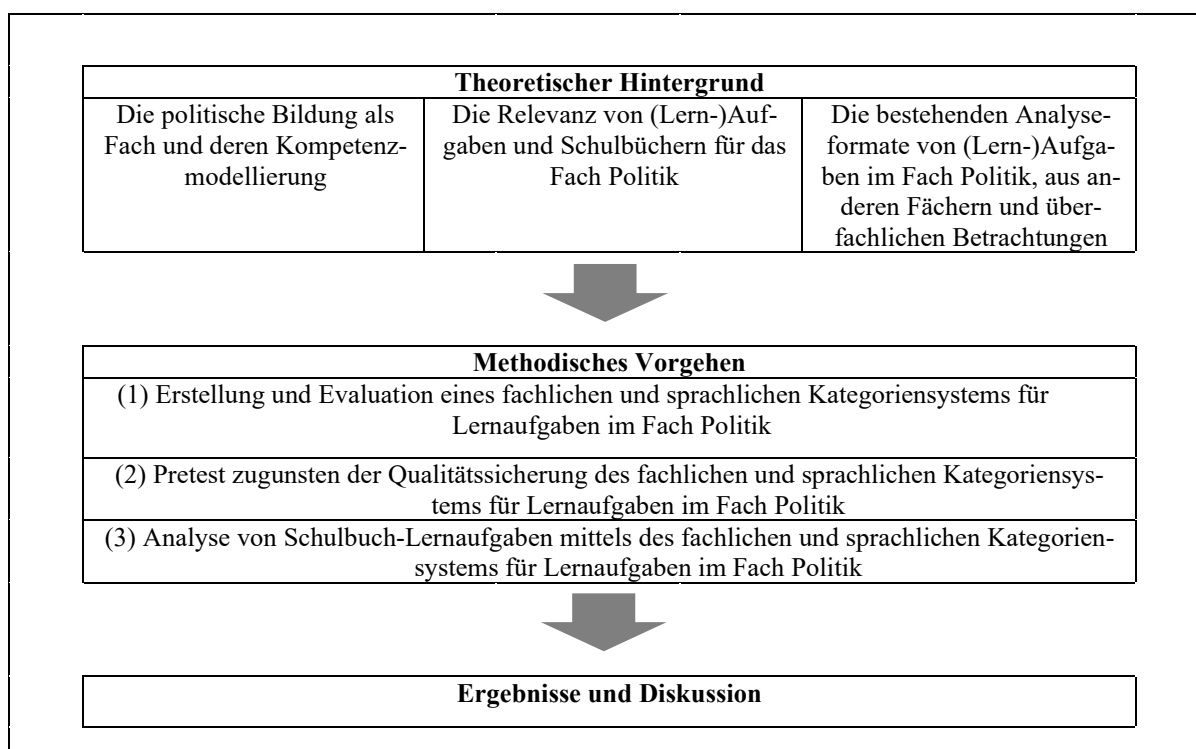 Theoretischer Hintergrund
Die politische Bildung als
Fach und deren Kompetenz-
modellierung
Die Relevanz von (Lern-)Auf-
gaben und Schulbüchern für das
Fach Politik
Die bestehenden Analyse-
formate von (Lern-)Aufga-
ben im Fach Politik, aus an-
deren Fächern und über-
fachlichen Betrachtungen
Methodisches Vorgehen
(1) Erstellung und Evaluation eines fachlichen und sprachlichen Kategoriensystems für
Lernaufgaben im Fach Politik
(2) Pretest zugunsten der Qualitätssicherung des fachlichen und sprachlichen Kategoriensys-
tems für Lernaufgaben im Fach Politik
(3) Analyse von Schulbuch-Lernaufgaben mittels des fachlichen und sprachlichen Kategorien-
systems für Lernaufgaben im Fach Politik
Ergebnisse und Diskussion